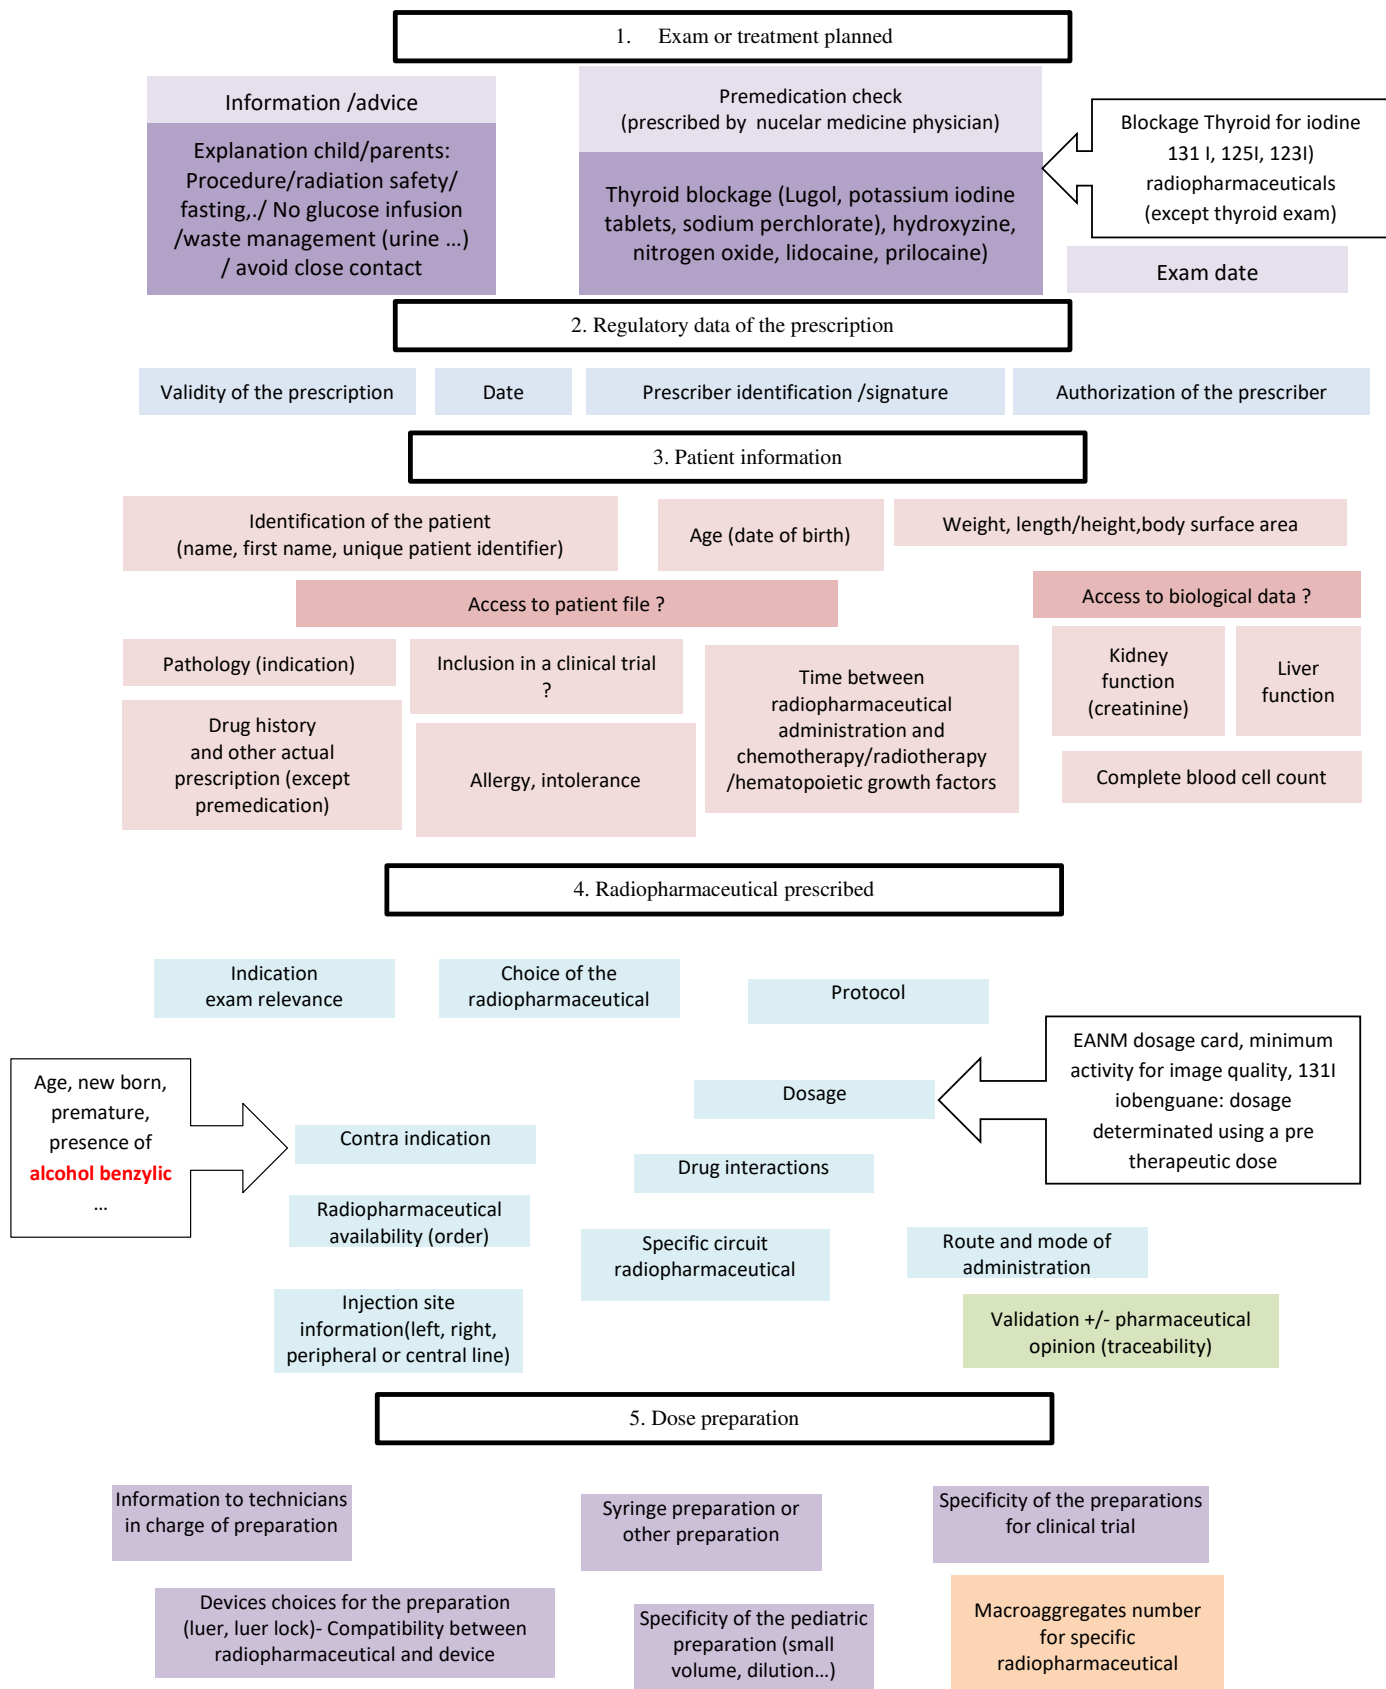 1. Exam or treatment planned
Information /advice
Explanation child/parents:
Procedure/radiation safety/
fasting,./ No glucose infusion
/waste management (urine ...)
/ avoid close contact
Premedication check
(prescribed by nucelar medicine physician)
Thyroid blockage (Lugol, potassium iodine
tablets, sodium perchlorate), hydroxyzine,
nitrogen oxide, lidocaine, prilocaine)
Blockage Thyroid for iodine
131 I, 125I, 123I)
radiopharmaceuticals
(except thyroid exam)
Exam date
2. Regulatory data of the prescription
Validity of the prescription
Date
Prescriber identification /signature
Authorization of the prescriber
3. Patient information
Identification of the patient
(name, first name, unique patient identifier)
Age (date of birth)
Weight, length/height,body surface area
Access to patient file ?
Access to biological data ?
Pathology (indication)
Inclusion in a clinical trial
?
Time between
radiopharmaceutical
administration and
chemotherapy/radiotherapy
/hematopoietic growth factors
Kidney
function
(creatinine)
Liver
function
Drug history
and other actual
prescription (except
premedication)
Allergy, intolerance
Complete blood cell count
4. Radiopharmaceutical prescribed
Indication
exam relevance
Choice of the
radiopharmaceutical
Protocol
Age, new born,
premature,
presence of
alcohol benzylic
...
Dosage
EANM dosage card, minimum
activity for image quality, 131I
iobenguane: dosage
determinated using a pre
therapeutic dose
Contra indication
Drug interactions
Radiopharmaceutical
availability (order)
Specific circuit
radiopharmaceutical
Route and mode of
administration
Injection site
information(left, right,
peripheral or central line)
Validation +/- pharmaceutical
opinion (traceability)
5. Dose preparation
Information to technicians
in charge of preparation
Syringe preparation or
other preparation
Specificity of the preparations
for clinical trial
Devices choices for the preparation
(luer, luer lock)- Compatibility between
radiopharmaceutical and device
Specificity of the pediatric
preparation (small
volume, dilution...)
Macroaggregates number
for specific
radiopharmaceutical